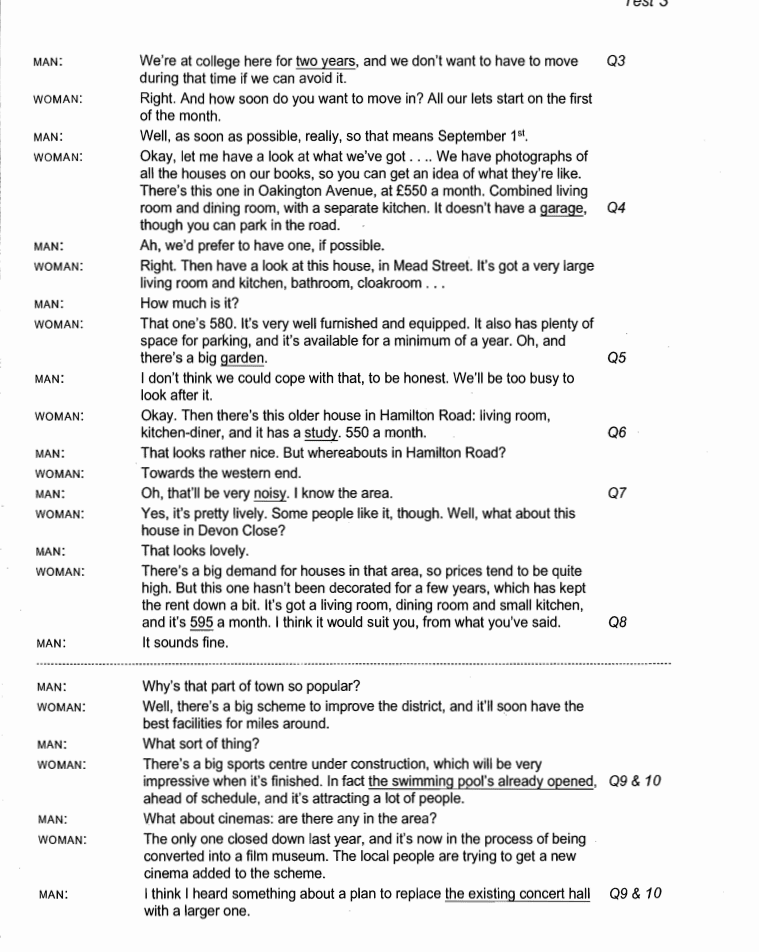 Test 3
MAN: We're at college here for two years, and we don't want to have to move Q3
during that time if we can avoid it.
WOMAN: Right. And how soon do you want to move in? All our lets start on the first
of the month.
MAN: Well, as soon as possible, really, so that means September 1st.
WOMAN: Okay, let me have a look at what we've got . . . . We have photographs of
all the houses on our books, so you can get an idea of what they're like.
There's this one in Oakington Avenue, at £550 a month. Combined living
room and dining room, with a separate kitchen. It doesn't have a garage, Q4
though you can park in the road.
MAN: Ah, we'd prefer to have one, if possible.
WOMAN: Right. Then have a look at this house, in Mead Street. It's got a very large
living room and kitchen, bathroom, cloakroom . . .
MAN: How much is it?
WOMAN: That one's 580. It's very well furnished and equipped. It also has plenty of
space for parking, and it's available for a minimum of a year. Oh, and
there's a big garden. Q5
MAN: I don't think we could cope with that, to be honest. We'll be too busy to
look after it.
WOMAN: Okay. Then there's this older house in Hamilton Road: living room,
kitchen-diner, and it has a study. 550 a month. Q6
MAN: That looks rather nice. But whereabouts in Hamilton Road?
WOMAN: Towards the western end.
MAN: Oh, that'll be very noisy. I know the area. Q7
WOMAN: Yes, it's pretty lively. Some people like it, though. Well, what about this
house in Devon Close?
MAN: That looks lovely.
WOMAN: There's a big demand for houses in that area, so prices tend to be quite
high. But this one hasn't been decorated for a few years, which has kept
the rent down a bit. It's got a living room, dining room and small kitchen,
and it's 595 a month. I think it would suit you, from what you've said. Q8
MAN: It sounds fine.
MAN: Why's that part of town so popular?
WOMAN: Well, there's a big scheme to improve the district, and it'll soon have the
best facilities for miles around.
MAN: What sort of thing?
WOMAN: There's a big sports centre under construction, which will be very
impressive when it's finished. In fact the swimming pool's already opened, Q9 & 10
ahead of schedule, and it's attracting a lot of people.
MAN: What about cinemas: are there any in the area?
WOMAN: The only one closed down last year, and it's now in the process of being
converted into a film museum. The local people are trying to get a new
cinema added to the scheme.
MAN: I think I heard something about a plan to replace the existing concert hall Q9 & 10
with a larger one.